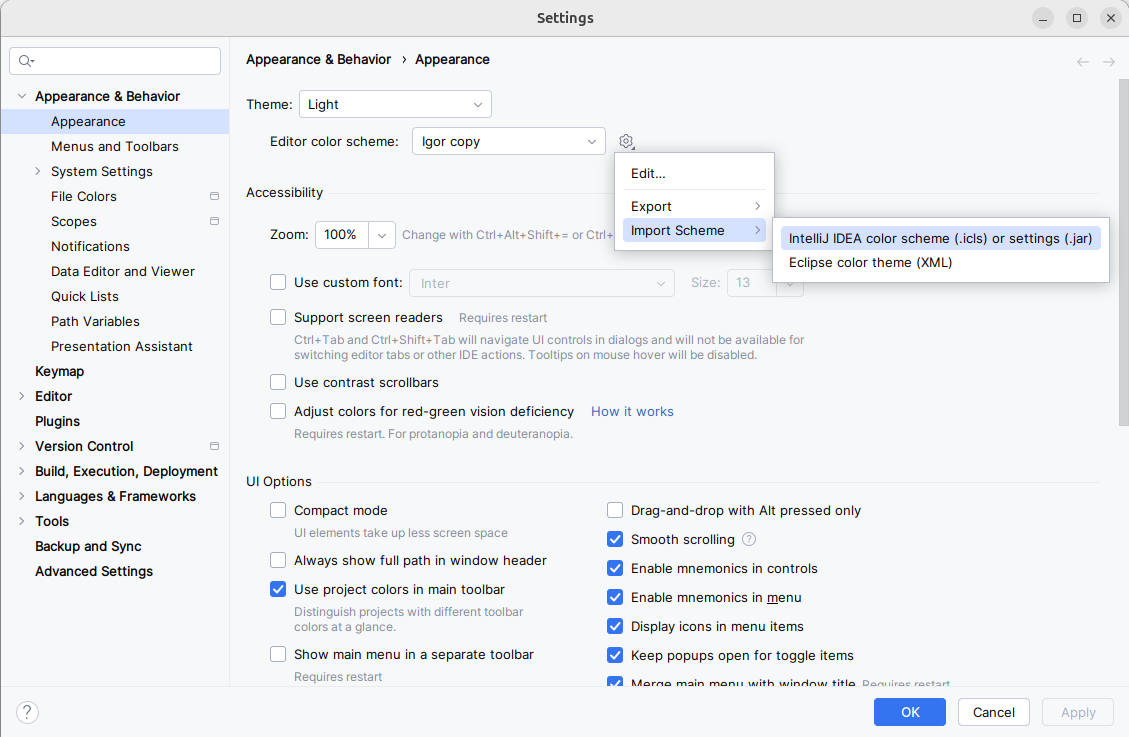 Settings
Appearance & Behavior
Appearance
Menus and Toolbars
System Settings
File Colors
Scopes
Notifications
Data Editor and Viewer
Quick Lists
Path Variables
Presentation Assistant
Keymap
Editor
Plugins
Version Control
Build, Execution, Deployment
Languages & Frameworks
Tools
Backup and Sync
Advanced Settings
Appearance & Behavior › Appearance
Theme: Light
Editor color scheme: Igor copy
Edit...
Export
Import Scheme
IntelliJ IDEA color scheme (.icls) or settings (.jar)
Eclipse color theme (XML)
Accessibility
Zoom: 100% Change with Ctrl+Alt+Shift+= or Ctrl+
Use custom font: Inter Size: 13
Support screen readers Requires restart
Ctrl+Tab and Ctrl+Shift+Tab will navigate UI controls in dialogs and will not be available for
switching editor tabs or other IDE actions. Tooltips on mouse hover will be disabled.
Use contrast scrollbars
Adjust colors for red-green vision deficiency How it works
Requires restart. For protanopia and deuteranopia.
UI Options
Compact mode
UI elements take up less screen space
Always show full path in window header
Use project colors in main toolbar
Distinguish projects with different toolbar
colors at a glance.
Show main menu in a separate toolbar
Requires restart
Drag-and-drop with Alt pressed only
Smooth scrolling ?
Enable mnemonics in controls
Enable mnemonics in menu
Display icons in menu items
Keep popups open for toggle items
Merge main menu with window title Requires restart
?
OK
Cancel
Apply